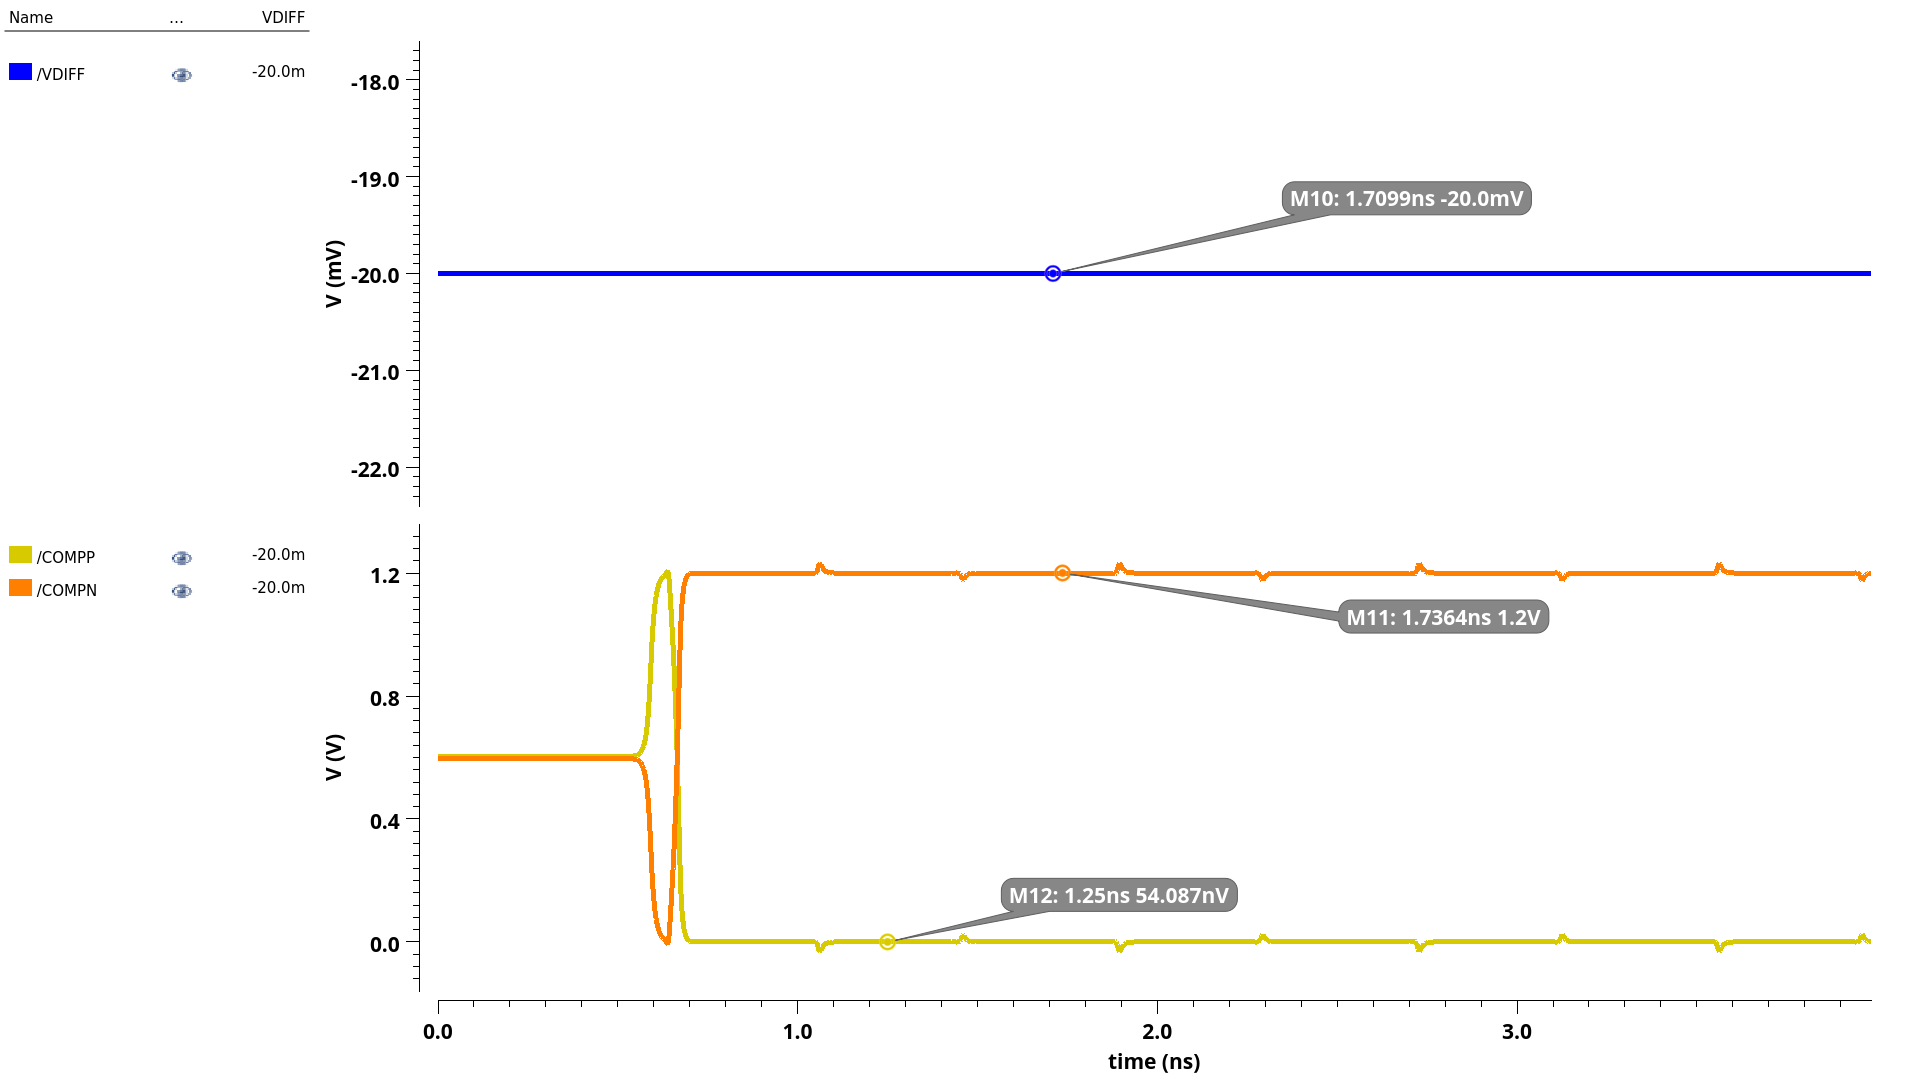 Name ... VDIFF
/VDIFF -20.0m
-18.0
-19.0
-20.0
-21.0
-22.0
V (mV)
M10: 1.7099ns -20.0mV
/COMPP -20.0m
/COMPN -20.0m
1.2
0.8
0.4
0.0
V (V)
M11: 1.7364ns 1.2V
M12: 1.25ns 54.087nV
0.0 1.0 2.0 3.0
time (ns)